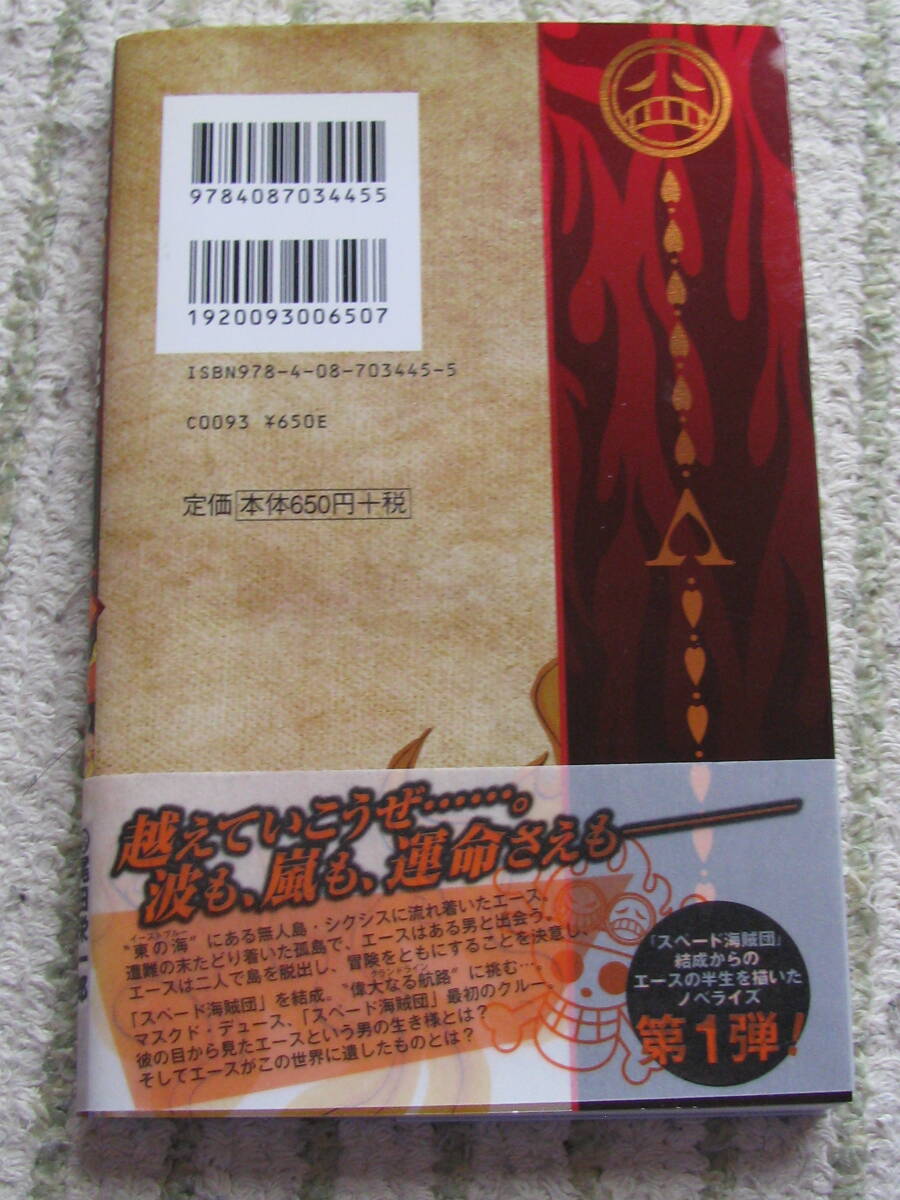 9784087034455
1920093006507
ISBN978-4-08-703445-5
C0093 ¥650E
定価 本体650円+税
越えていこうぜ……。
波も、嵐も、運命さえも―――
イーストブルー
“東の海”にある無人島・シクシスに流れ着いたエース。
遭難の末たどり着いた孤島で、エースはある男と出会う。
エースは二人で島を脱出し、冒険をともにすることを決意し、
グランドライン
「スペード海賊団」を結成。“偉大なる航路”に挑む…。
マスクド・デュース、「スペード海賊団」最初のクルー。
彼の目から見たエースという男の生き様とは?
そしてエースがこの世界に遺したものとは?
「スペード海賊団」
結成からの
エースの半生を描いた
ノベライズ
第1弾!